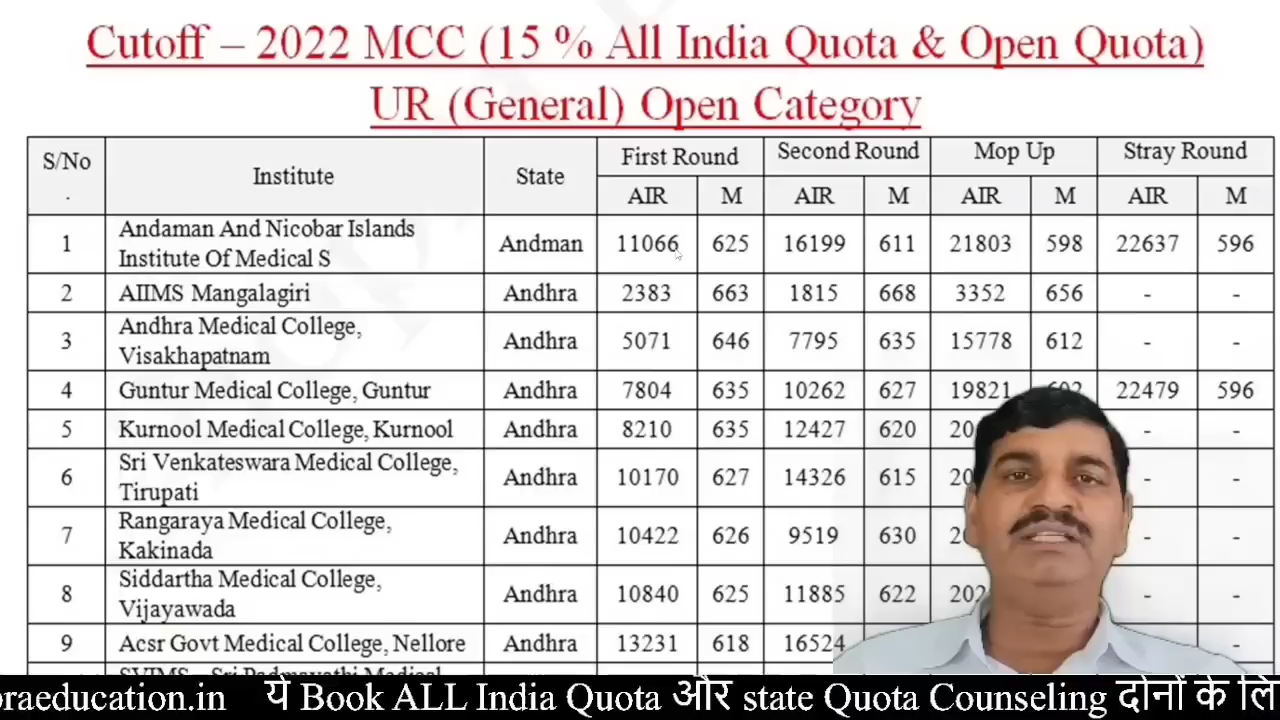 Cutoff – 2022 MCC (15 % All India Quota & Open Quota)
UR (General) Open Category
S/No . Institute State First Round Second Round Mop Up Stray Round
AIR M AIR M AIR M AIR M
1 Andaman And Nicobar Islands Institute Of Medical S Andman 11066 625 16199 611 21803 598 22637 596
2 AIIMS Mangalagiri Andhra 2383 663 1815 668 3352 656 - -
3 Andhra Medical College, Visakhapatnam Andhra 5071 646 7795 635 15778 612 - -
4 Guntur Medical College, Guntur Andhra 7804 635 10262 627 19821 22479 596
5 Kurnool Medical College, Kurnool Andhra 8210 635 12427 620 - -
6 Sri Venkateswara Medical College, Tirupati Andhra 10170 627 14326 615 - -
7 Rangaraya Medical College, Kakinada Andhra 10422 626 9519 630 - -
8 Siddartha Medical College, Vijayawada Andhra 10840 625 11885 622 - -
9 Acsr Govt Medical College, Nellore Andhra 13231 618 16524 - -
raeducation.in ये Book ALL India Quota और state Quota Counseling दोनों के